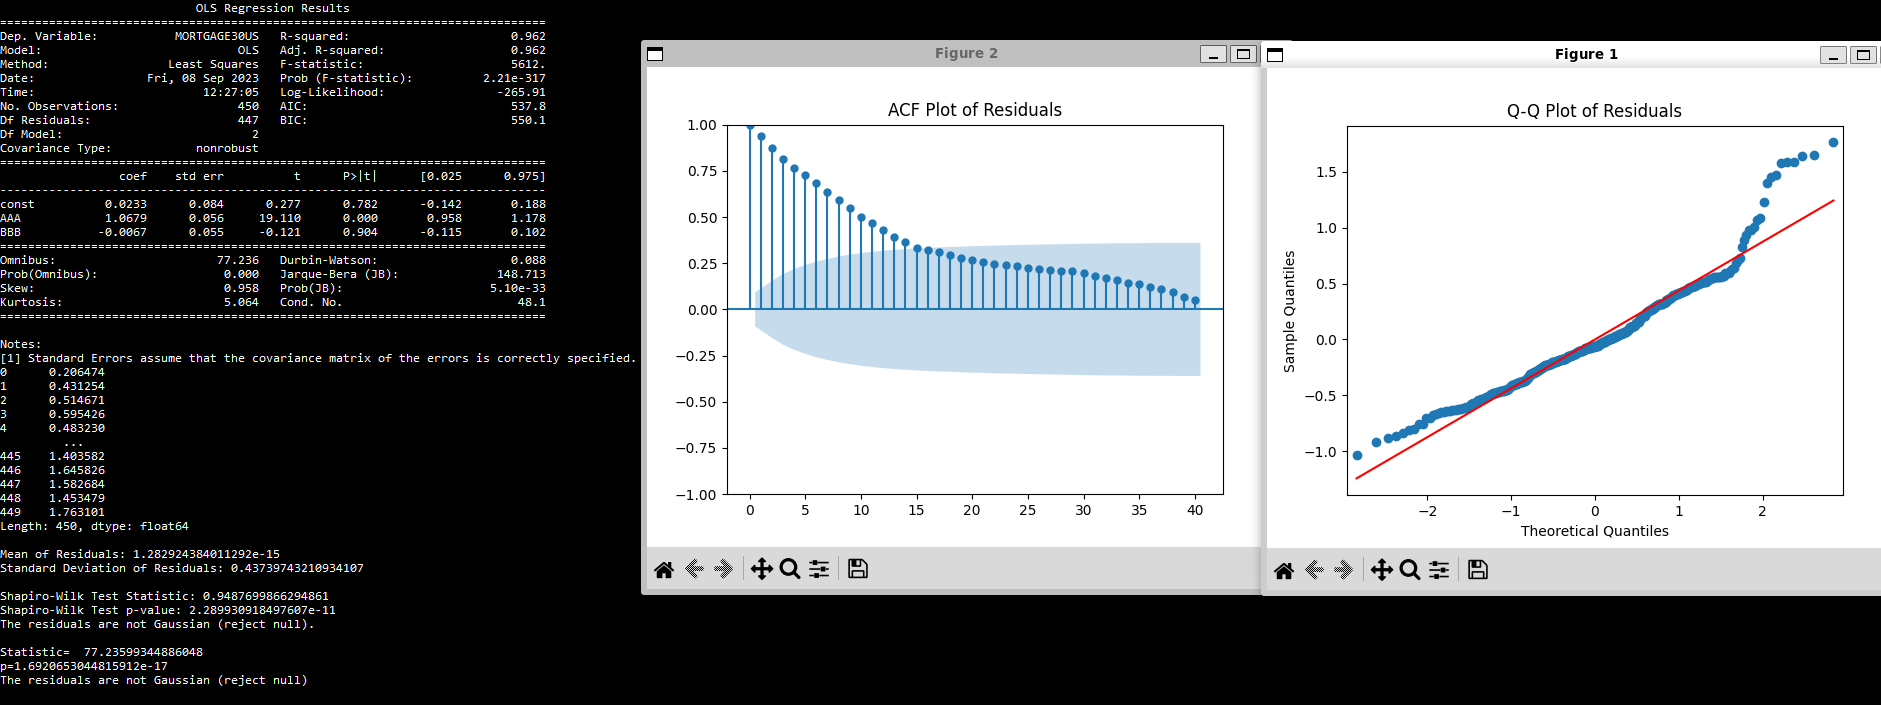 OLS Regression Results
==============================================================================
Dep. Variable: MORTGAGE30US R-squared: 0.962
Model: OLS Adj. R-squared: 0.962
Method: Least Squares F-statistic: 5612.
Date: Fri, 08 Sep 2023 Prob (F-statistic): 2.21e-317
Time: 12:27:05 Log-Likelihood: -265.91
No. Observations: 450 AIC: 537.8
Df Residuals: 447 BIC: 550.1
Df Model: 2
Covariance Type: nonrobust
==============================================================================
coef std err t P>|t| [0.025 0.975]
------------------------------------------------------------------------------
const 0.0233 0.084 0.277 0.782 -0.142 0.188
AAA 1.0679 0.056 19.110 0.000 0.958 1.178
BBB -0.0067 0.055 -0.121 0.904 -0.115 0.102
==============================================================================
Omnibus: 77.236 Durbin-Watson: 0.088
Prob(Omnibus): 0.000 Jarque-Bera (JB): 148.713
Skew: 0.958 Prob(JB): 5.10e-33
Kurtosis: 5.064 Cond. No. 48.1
==============================================================================
Notes:
[1] Standard Errors assume that the covariance matrix of the errors is correctly specified.
0 0.206474
1 0.431254
2 0.514671
3 0.595426
4 0.483230
...
445 1.403582
446 1.645826
447 1.582684
448 1.453479
449 1.763101
Length: 450, dtype: float64
Mean of Residuals: 1.282924384011292e-15
Standard Deviation of Residuals: 0.43739743210934107
Shapiro-Wilk Test Statistic: 0.9487699866294861
Shapiro-Wilk Test p-value: 2.289930918497607e-11
The residuals are not Gaussian (reject null).
Statistic= 77.23599344886048
p=1.6920653044815912e-17
The residuals are not Gaussian (reject null)
Figure 2
ACF Plot of Residuals
1.00
0.75
0.50
0.25
0.00
−0.25
−0.50
−0.75
−1.00
0 5 10 15 20 25 30 35 40
Figure 1
Q-Q Plot of Residuals
Sample Quantiles
1.5
1.0
0.5
0.0
−0.5
−1.0
−2 −1 0 1 2
Theoretical Quantiles